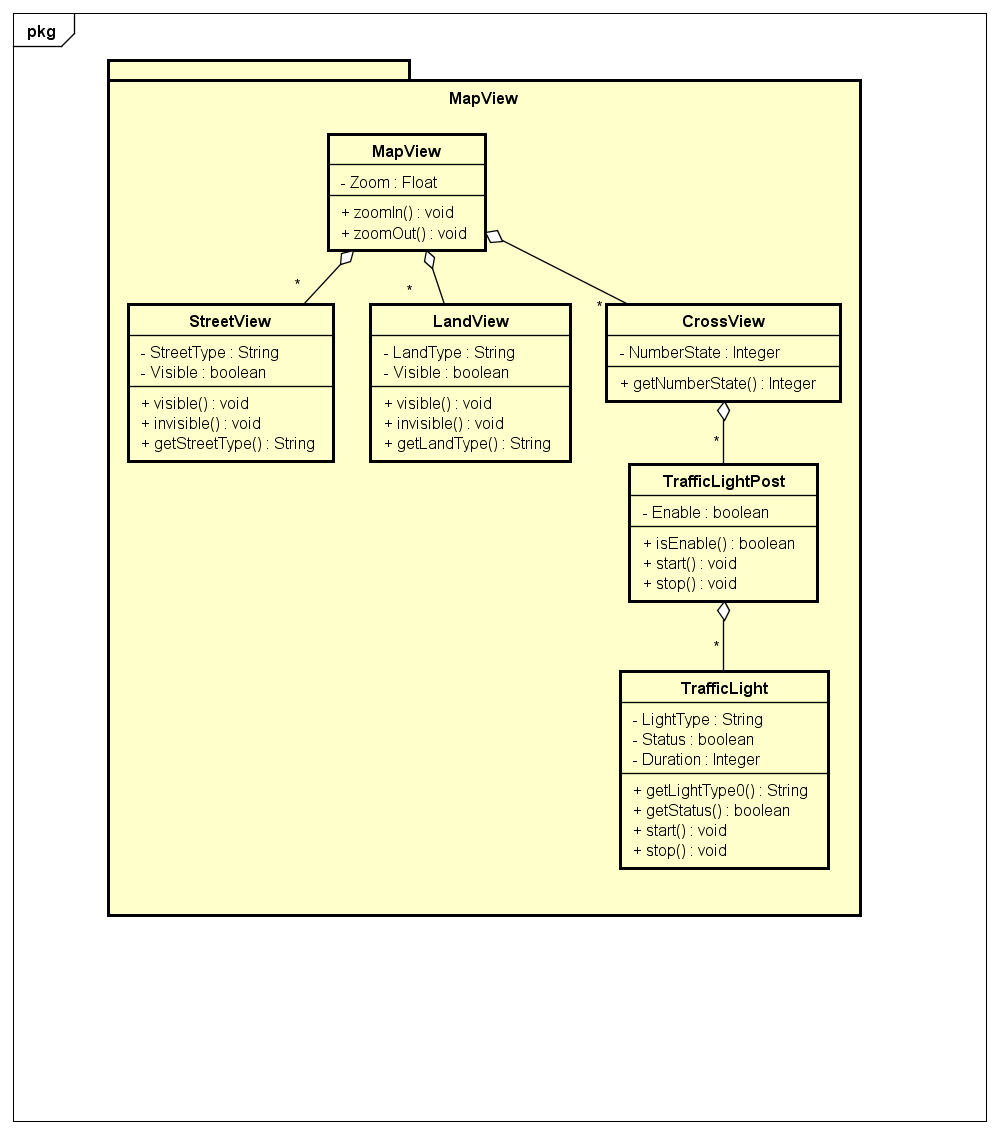 pkg
MapView
MapView
- Zoom : Float
+ zoomIn() : void
+ zoomOut() : void
*
*
*
StreetView
- StreetType : String
- Visible : boolean
+ visible() : void
+ invisible() : void
+ getStreetType() : String
LandView
- LandType : String
- Visible : boolean
+ visible() : void
+ invisible() : void
+ getLandType() : String
CrossView
- NumberState : Integer
+ getNumberState() : Integer
*
TrafficLightPost
- Enable : boolean
+ isEnable() : boolean
+ start() : void
+ stop() : void
*
TrafficLight
- LightType : String
- Status : boolean
- Duration : Integer
+ getLightType0() : String
+ getStatus() : boolean
+ start() : void
+ stop() : void